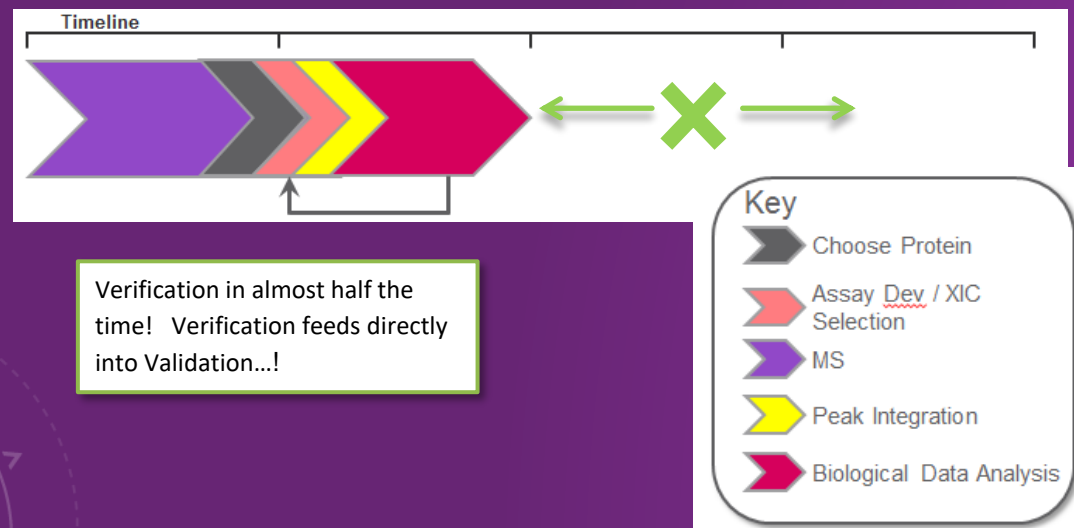 Timeline
Verification in almost half the
time!   Verification feeds directly
into Validation...!
Key
Choose Protein
Assay Dev / XIC
Selection
MS
Peak Integration
Biological Data Analysis